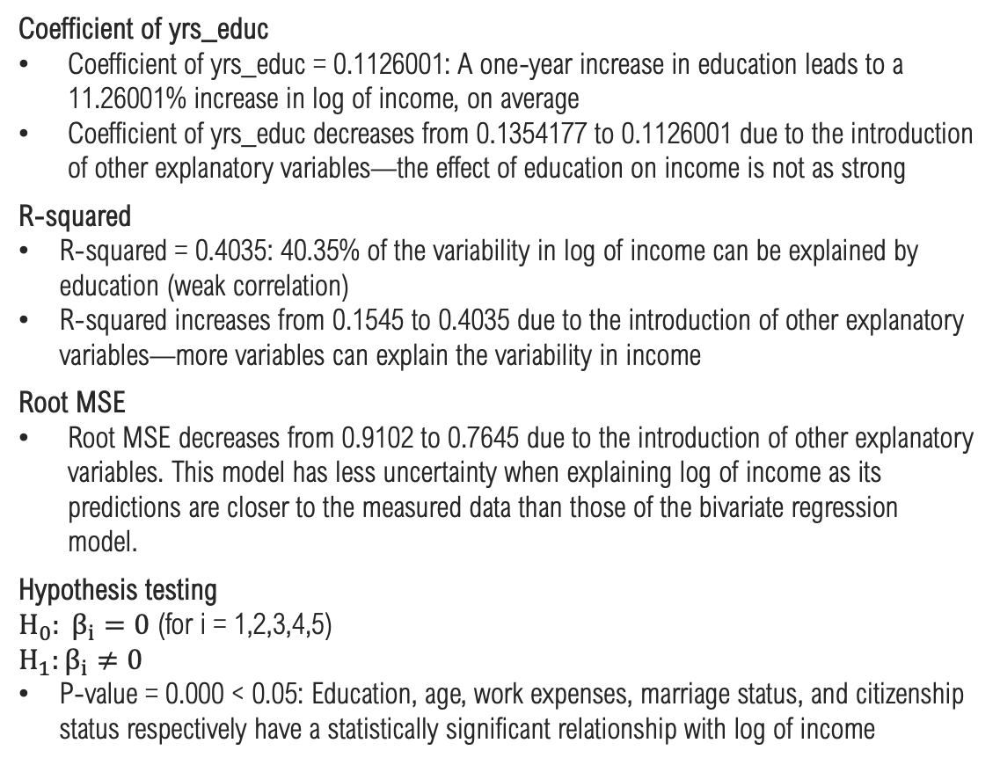 Coefficient of yrs_educ
• Coefficient of yrs_educ = 0.1126001: A one-year increase in education leads to a
11.26001% increase in log of income, on average
• Coefficient of yrs_educ decreases from 0.1354177 to 0.1126001 due to the introduction
of other explanatory variables—the effect of education on income is not as strong
R-squared
• R-squared = 0.4035: 40.35% of the variability in log of income can be explained by
education (weak correlation)
• R-squared increases from 0.1545 to 0.4035 due to the introduction of other explanatory
variables—more variables can explain the variability in income
Root MSE
• Root MSE decreases from 0.9102 to 0.7645 due to the introduction of other explanatory
variables. This model has less uncertainty when explaining log of income as its
predictions are closer to the measured data than those of the bivariate regression
model.
Hypothesis testing
H₀: βᵢ = 0 (for i = 1,2,3,4,5)
H₁: βᵢ ≠ 0
• P-value = 0.000 < 0.05: Education, age, work expenses, marriage status, and citizenship
status respectively have a statistically significant relationship with log of income